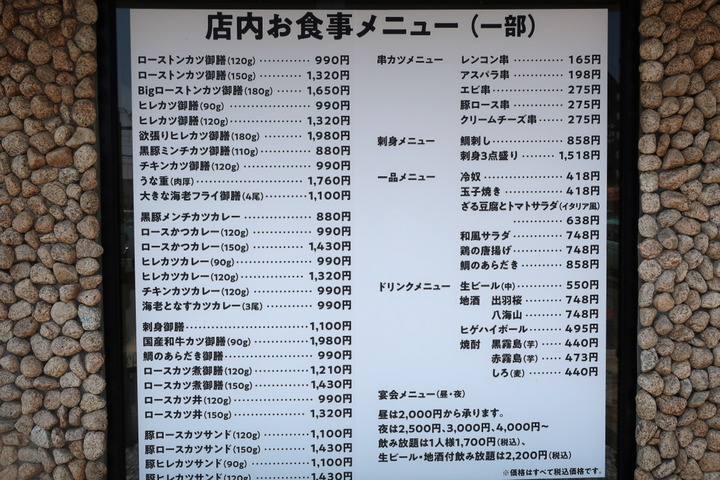 店内お食事メニュー（一部）
ローストンカツ御膳(120g)…………990円
ローストンカツ御膳(150g)…………1,320円
Bigローストンカツ御膳(180g)……1,650円
ヒレカツ御膳(90g)…………990円
ヒレカツ御膳(120g)…………1,320円
欲張りヒレカツ御膳(180g)…………1,980円
黒豚ミンチカツ御膳(110g)…………880円
チキンカツ御膳(120g)…………990円
うな重(肉厚)…………1,760円
大きな海老フライ御膳(4尾)…………1,100円
黒豚メンチカツカレー…………880円
ロースかつカレー(120g)…………990円
ロースかつカレー(150g)…………1,430円
ヒレカツカレー(90g)…………990円
ヒレカツカレー(120g)…………1,320円
チキンカツカレー(120g)…………990円
海老となすカツカレー(3尾)…………990円
刺身御膳…………1,100円
国産和牛カツ御膳(90g)…………1,980円
鯛のあらだき御膳…………990円
ロースカツ煮御膳(120g)…………1,210円
ロースカツ煮御膳(150g)…………1,430円
ロースカツ丼(120g)…………990円
ロースカツ丼(150g)…………1,320円
豚ロースカツサンド(120g)…………1,100円
豚ロースカツサンド(150g)…………1,430円
豚ヒレカツサンド(90g)…………1,100円
豚ヒレカツサンド(120g)…………1,430円
串カツメニュー レンコン串…………165円
アスパラ串…………198円
エビ串…………275円
豚ロース串…………275円
クリームチーズ串……275円
刺身メニュー 鯛刺し…………858円
刺身3点盛り………1,518円
一品メニュー 冷奴…………418円
玉子焼き…………418円
ざる豆腐とトマトサラダ(イタリア風)
…………638円
和風サラダ…………748円
鶏の唐揚げ…………748円
鯛のあらだき………858円
ドリンクメニュー 生ビール(中)………550円
地酒 出羽桜…………748円
八海山…………748円
ヒゲハイボール………495円
焼酎 黒霧島(芋)……440円
赤霧島(芋)……473円
しろ(麦)………440円
宴会メニュー(昼・夜)
昼は2,000円から承ります。
夜は2,500円、3,000円、4,000円〜
飲み放題は1人様1,700円(税込)、
生ビール・地酒付飲み放題は2,200円(税込)
※価格はすべて税込価格です。